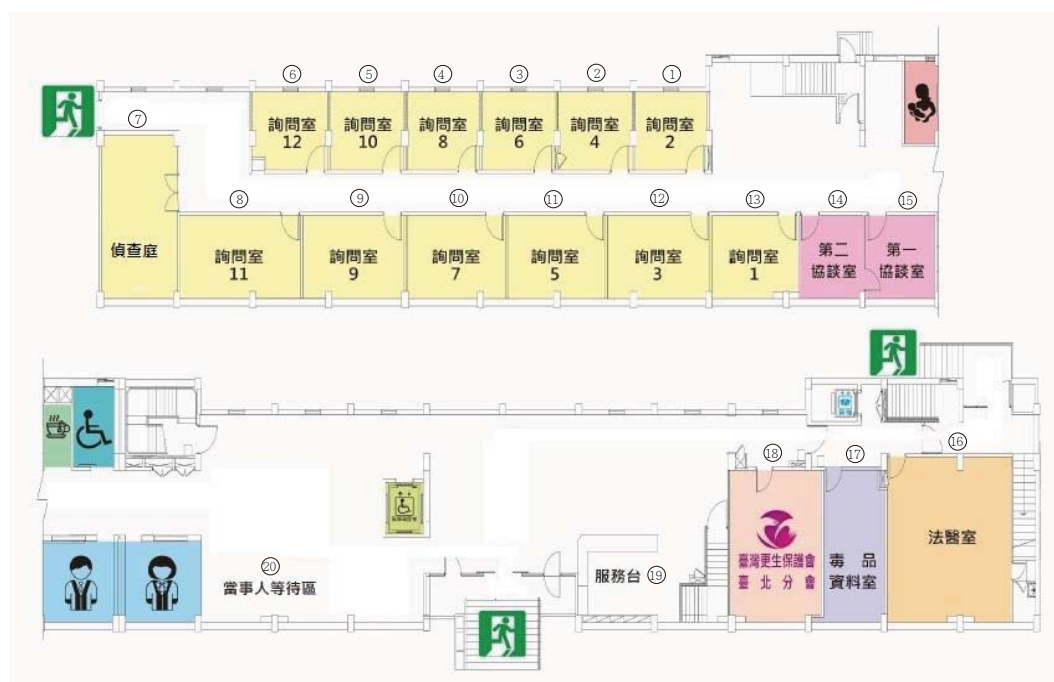 ⑥ ⑤ ④ ③ ② ①
詢問室 12
詢問室 10
詢問室 8
詢問室 6
詢問室 4
詢問室 2
⑦
⑧ ⑨ ⑩ ⑪ ⑫ ⑬ ⑭ ⑮
偵查庭
詢問室 11
詢問室 9
詢問室 7
詢問室 5
詢問室 3
詢問室 1
第二
協談室
第一
協談室
⑯
⑰
⑱
臺灣更生保護會
臺北分會
毒品
資料室
法醫室
服務台 ⑲
⑳
當事人等待區